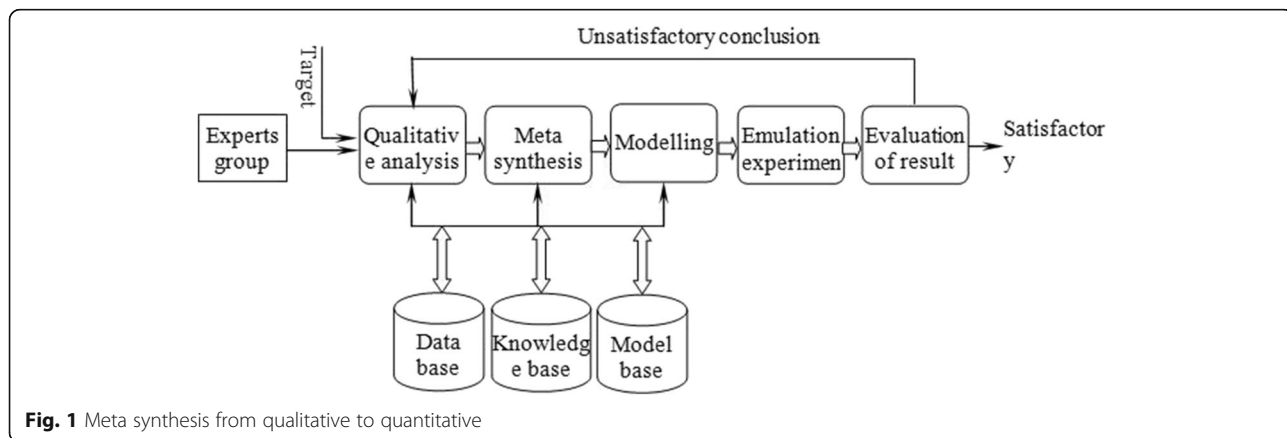 Unsatisfactory conclusion
Target
Experts
group
Qualitativ
e analysis
Meta
synthesis
Modelling
Emulation
experimen
Evaluation
of result
Satisfactor
y
Data
base
Knowledg
e base
Model
base
Fig. 1 Meta synthesis from qualitative to quantitative